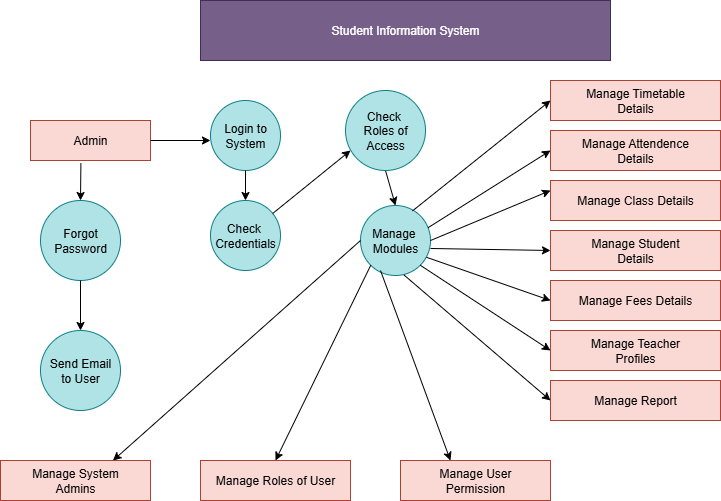 Student Information System
Admin
Login to
System
Check
Roles of
Access
Forgot
Password
Check
Credentials
Manage
Modules
Send Email
to User
Manage Timetable
Details
Manage Attendence
Details
Manage Class Details
Manage Student
Details
Manage Fees Details
Manage Teacher
Profiles
Manage Report
Manage System
Admins
Manage Roles of User
Manage User
Permission